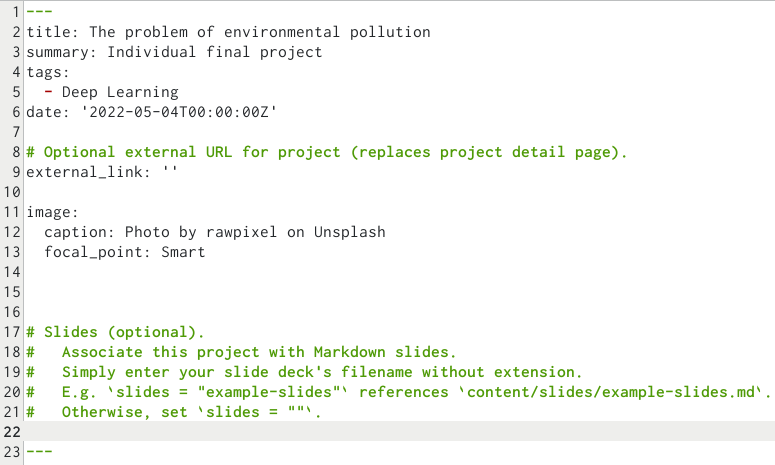 1 ---
2 title: The problem of environmental pollution
3 summary: Individual final project
4 tags:
5   - Deep Learning
6 date: '2022-05-04T00:00:00Z'
7
8 # Optional external URL for project (replaces project detail page).
9 external_link: ''
10
11 image:
12   caption: Photo by rawpixel on Unsplash
13   focal_point: Smart
14
15
16
17 # Slides (optional).
18 #   Associate this project with Markdown slides.
19 #   Simply enter your slide deck's filename without extension.
20 #   E.g. `slides = "example-slides"` references `content/slides/example-slides.md`.
21 #   Otherwise, set `slides = ""`.
22
23 ---